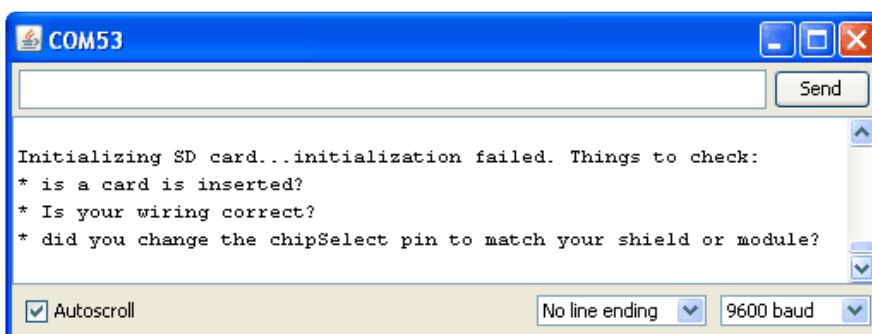 COM53
Send
Initializing SD card...initialization failed. Things to check:
* is a card is inserted?
* Is your wiring correct?
* did you change the chipSelect pin to match your shield or module?
Autoscroll
No line ending
9600 baud